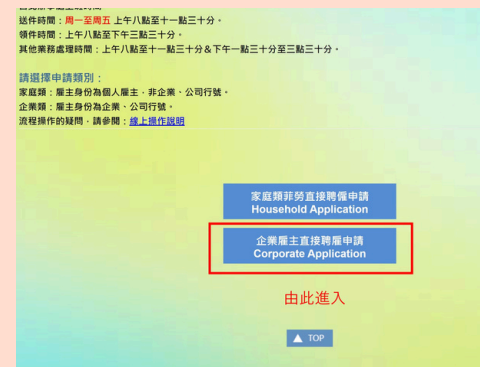 送件時間：周一至周五 上午八點至十一點三十分。
領件時間：上午八點至下午三點三十分。
其他業務處理時間：上午八點至十一點三十分＆下午一點三十分至三點三十分。
請選擇申請類別：
家庭類：雇主身份為個人雇主、非企業、公司行號。
企業類：雇主身份為企業、公司行號。
流程操作的疑問，請參閱：線上操作說明
家庭類菲勞直接聘僱申請
Household Application
企業雇主直接聘雇申請
Corporate Application
由此進入
TOP